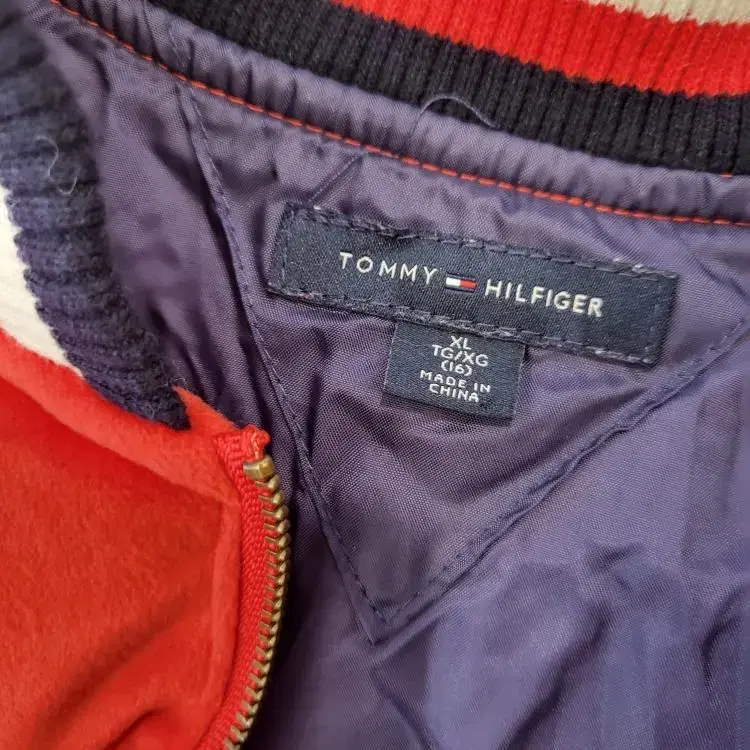 TOMMY HILFIGER
XL
TG/XG
(16)
MADE IN
CHINA